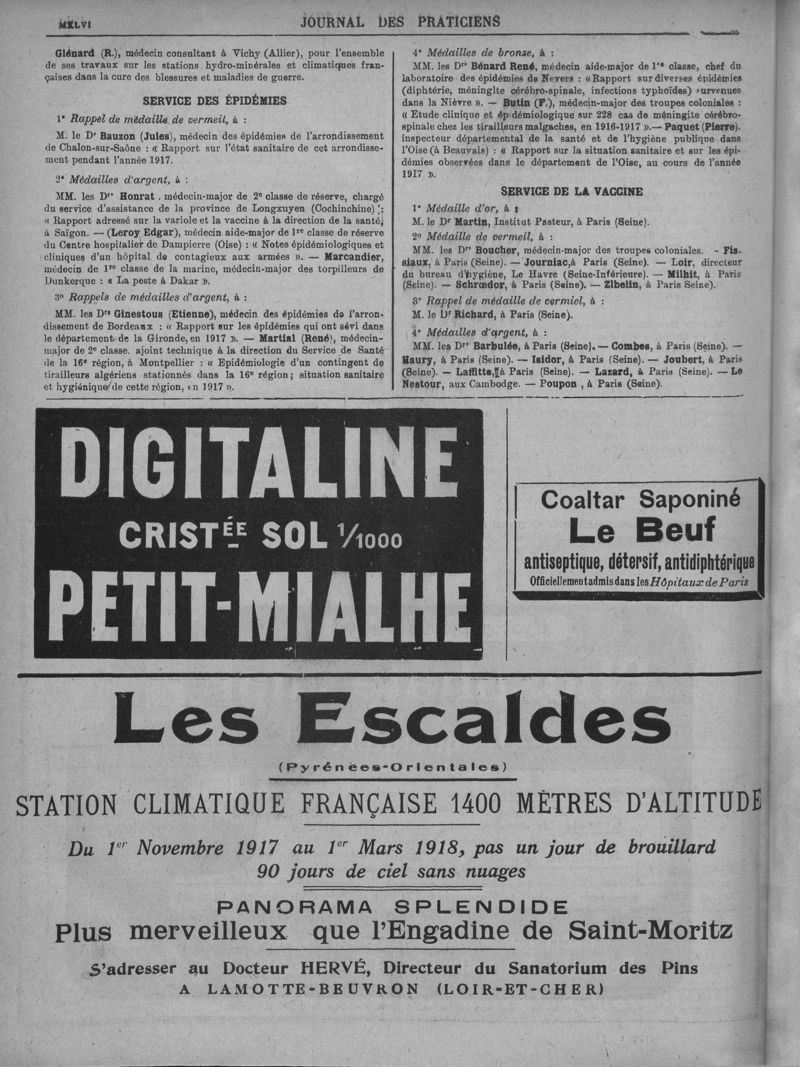 MXLVI
JOURNAL DES PRATICIENS
Glénard (R.), médecin consultant à Vichy (Allier), pour l'ensemble
de ses travaux sur les stations hydro-minérales et climatiques fran-
çaises dans la cure des blessures et maladies de guerre.
SERVICE DES ÉPIDÉMIES
1° Rappel de médaille de vermeil, à :
M. le Dr Bauzon (Jules), médecin des épidémies de l'arrondissement
de Chalon-sur-Saône : « Rapport sur l'état sanitaire de cet arrondisse-
ment pendant l'année 1917.
2° Médailles d'argent, à :
MM. les Drs Honrat. médecin-major de 2e classe de réserve, chargé
du service d'assistance de la province de Longxuyen (Cochinchine) :
« Rapport adressé sur la variole et la vaccine à la direction de la santé,
à Saïgon. — (Leroy Edgar), médecin aide-major de 1re classe de réserve
du Centre hospitalier de Dampierre (Oise) : « Notes épidémiologiques et
cliniques d'un hôpital de contagieux aux armées ». — Marcandier,
médecin de 1re classe de la marine, médecin-major des torpilleurs de
Dunkerque : « La peste à Dakar ».
3° Rappels de médailles d'argent, à :
MM. les Drs Ginestous (Etienne), médecin des épidémies de l'arron-
dissement de Bordeaux : « Rapport sur les épidémies qui ont sévi dans
le département de la Gironde, en 1917 ». — Martial (René), médecin-
major de 2e classe. ajoint technique à la direction du Service de Santé
de la 16e région, à Montpellier : « Epidémiologie d'un contingent de
tirailleurs algériens stationnés dans la 16e région ; situation sanitaire
et hygiénique de cette région, en 1917 ».
4° Médailles de bronze, à :
MM. les Drs Bénard René, médecin aide-major de 1re classe, chef du
laboratoire des épidémies de Nevers : « Rapport sur diverses épidémies
(diphtérie, méningite cérébro-spinale, infections typhoïdes) survenues
dans la Nièvre ». — Butin (F.), médecin-major des troupes coloniales :
« Etude clinique et épidémiologique sur 228 cas de méningite cérébro-
spinale chez les tirailleurs malgaches, en 1916-1917 ». — Paquet (Pierre).
inspecteur départemental de la santé et de l'hygiène publique dans
l'Oise (à Beauvais) : « Rapport sur la situation sanitaire et sur les épi-
démies observées dans le département de l'Oise, au cours de l'année
1917 ».
SERVICE DE LA VACCINE
1° Médaille d'or, à :
M. le Dr Martin, Institut Pasteur, à Paris (Seine).
2° Médaille de vermeil, à :
MM. les Drs Boucher, médecin-major des troupes coloniales. - Fis-
siaux, à Paris (Seine). — Journiac, à Paris (Seine). — Loir, directeur
du bureau d'hygiène, Le Havre (Seine-Inférieure). — Milhit, à Paris
(Seine). — Schrœdor, à Paris (Seine). — Zibelin, à Paris Seine).
3° Rappel de médaille de vermiel, à :
M. le Dr Richard, à Paris (Seine).
4° Médailles d'argent, à :
MM. les Drs Barbulée, à Paris (Seine). — Combes, à Paris (Seine). —
Haury, à Paris (Seine). — Isidor, à Paris (Seine). — Joubert, à Paris
(Seine). — Laffitte, à Paris (Seine). — Lazard, à Paris (Seine). — Le
Nestour, aux Cambodge. — Poupon , à Paris (Seine).
DIGITALINE
CRISTÉE SOL 1/1000
PETIT-MIALHE
Coaltar Saponiné
Le Beuf
antiseptique, détersif, antidiphtérique
Officiellement admis dans les Hôpitaux de Paris
Les Escaldes
(Pyrénées-Orientales)
STATION CLIMATIQUE FRANÇAISE 1400 MÈTRES D'ALTITUDE
Du 1er Novembre 1917 au 1er Mars 1918, pas un jour de brouillard
90 jours de ciel sans nuages
PANORAMA SPLENDIDE
Plus merveilleux que l'Engadine de Saint-Moritz
S'adresser au Docteur HERVÉ, Directeur du Sanatorium des Pins
A LAMOTTE-BEUVRON (LOIR-ET-CHER)